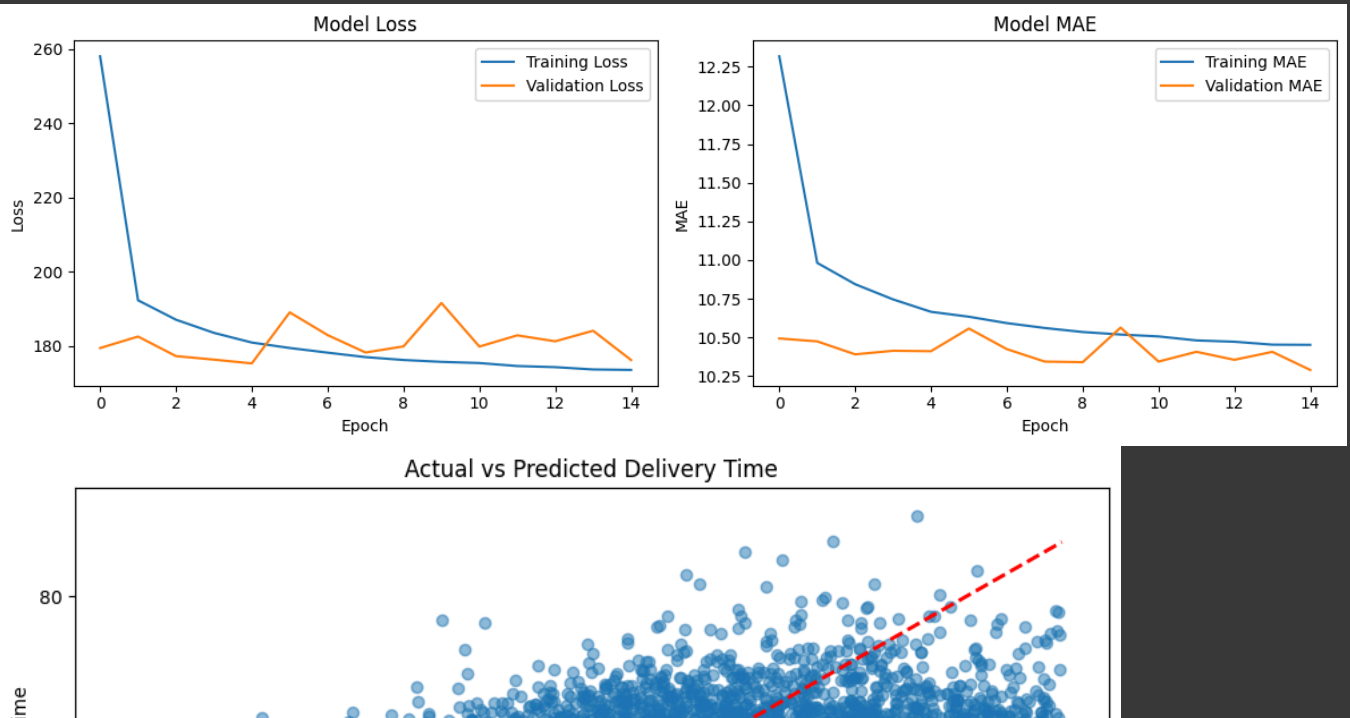 Model Loss
260
240
220
200
180
0 2 4 6 8 10 12 14
Loss
Epoch
Training Loss
Validation Loss
Model MAE
12.25
12.00
11.75
11.50
11.25
11.00
10.75
10.50
10.25
0 2 4 6 8 10 12 14
MAE
Epoch
Training MAE
Validation MAE
Actual vs Predicted Delivery Time
80